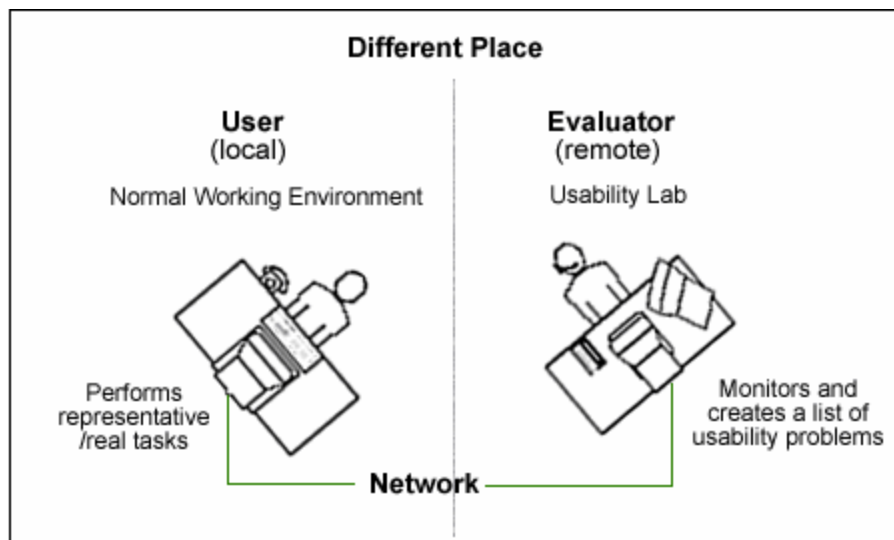 Different Place
User
(local)
Normal Working Environment
Performs
representative
/real tasks
Evaluator
(remote)
Usability Lab
Monitors and
creates a list of
usability problems
Network